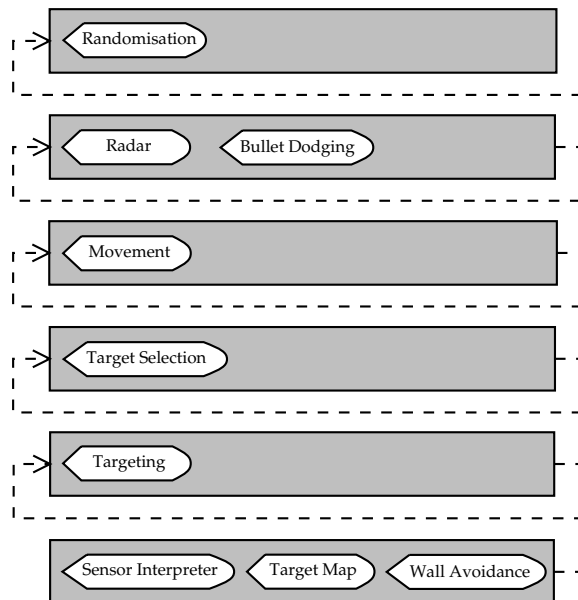 Randomisation
Radar Bullet Dodging
Movement
Target Selection
Targeting
Sensor Interpreter Target Map Wall Avoidance